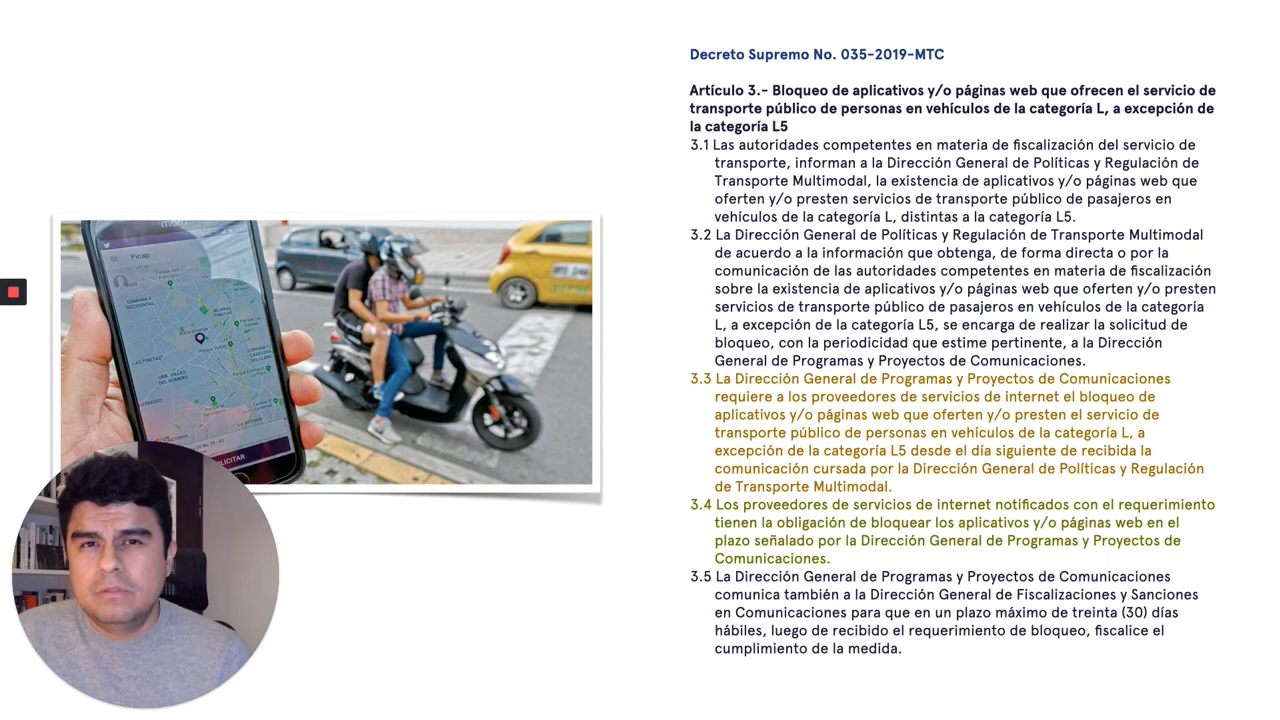 Decreto Supremo No. 035-2019-MTC
Artículo 3.- Bloqueo de aplicativos y/o páginas web que ofrecen el servicio de
transporte público de personas en vehículos de la categoría L, a excepción de
la categoría L5
3.1 Las autoridades competentes en materia de fiscalización del servicio de
transporte, informan a la Dirección General de Políticas y Regulación de
Transporte Multimodal, la existencia de aplicativos y/o páginas web que
oferten y/o presten servicios de transporte público de pasajeros en
vehículos de la categoría L, distintas a la categoría L5.
3.2 La Dirección General de Políticas y Regulación de Transporte Multimodal
de acuerdo a la información que obtenga, de forma directa o por la
comunicación de las autoridades competentes en materia de fiscalización
sobre la existencia de aplicativos y/o páginas web que oferten y/o presten
servicios de transporte público de pasajeros en vehículos de la categoría
L, a excepción de la categoría L5, se encarga de realizar la solicitud de
bloqueo, con la periodicidad que estime pertinente, a la Dirección
General de Programas y Proyectos de Comunicaciones.
3.3 La Dirección General de Programas y Proyectos de Comunicaciones
requiere a los proveedores de servicios de internet el bloqueo de
aplicativos y/o páginas web que oferten y/o presten el servicio de
transporte público de personas en vehículos de la categoría L, a
excepción de la categoría L5 desde el día siguiente de recibida la
comunicación cursada por la Dirección General de Políticas y Regulación
de Transporte Multimodal.
3.4 Los proveedores de servicios de internet notificados con el requerimiento
tienen la obligación de bloquear los aplicativos y/o páginas web en el
plazo señalado por la Dirección General de Programas y Proyectos de
Comunicaciones.
3.5 La Dirección General de Programas y Proyectos de Comunicaciones
comunica también a la Dirección General de Fiscalizaciones y Sanciones
en Comunicaciones para que en un plazo máximo de treinta (30) días
hábiles, luego de recibido el requerimiento de bloqueo, fiscalice el
cumplimiento de la medida.
Picap
COMUNA 4
OCCIDENTAL
Bucaramanga
LAS PINITAS
URB. VILLAS
DEL ROMERO